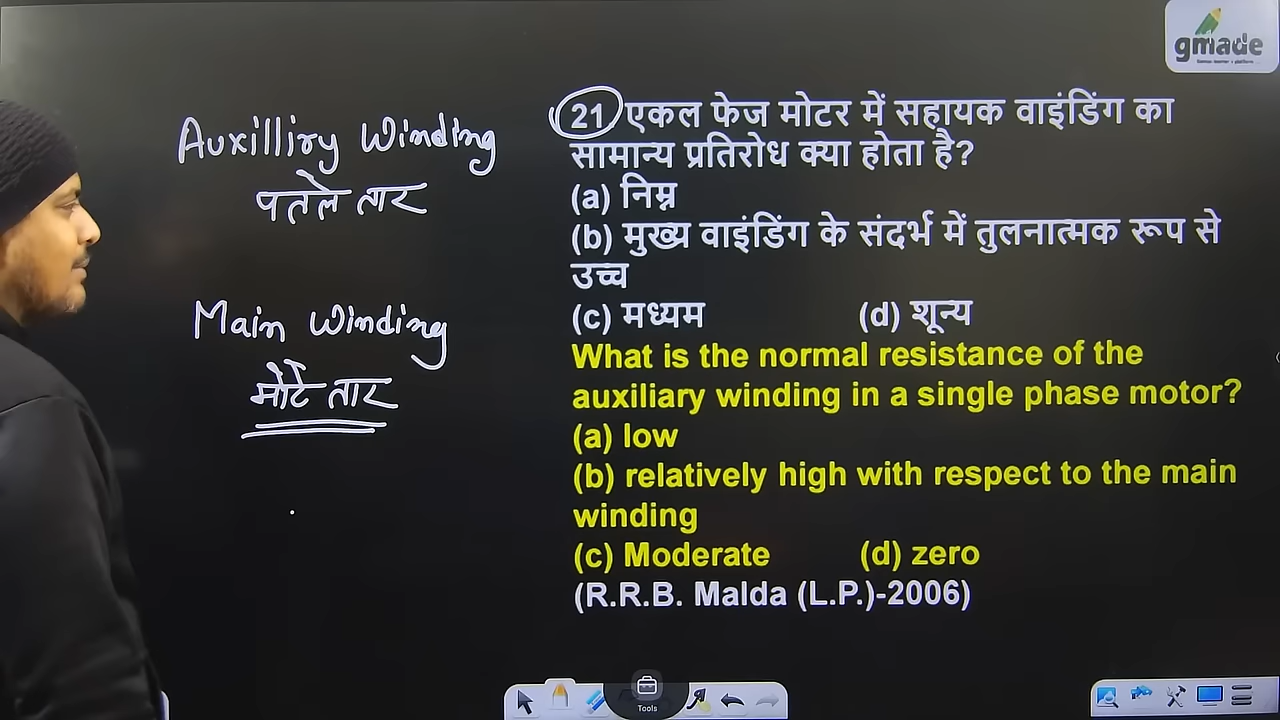 gmade
Auxilliry Winding
पतले तार
Main Winding
मोटे तार
21 एकल फेज मोटर में सहायक वाइंडिंग का
सामान्य प्रतिरोध क्या होता है?
(a) निम्न
(b) मुख्य वाइंडिंग के संदर्भ में तुलनात्मक रूप से
उच्च
(c) मध्यम (d) शून्य
What is the normal resistance of the
auxiliary winding in a single phase motor?
(a) low
(b) relatively high with respect to the main
winding
(c) Moderate (d) zero
(R.R.B. Malda (L.P.)-2006)
Tools